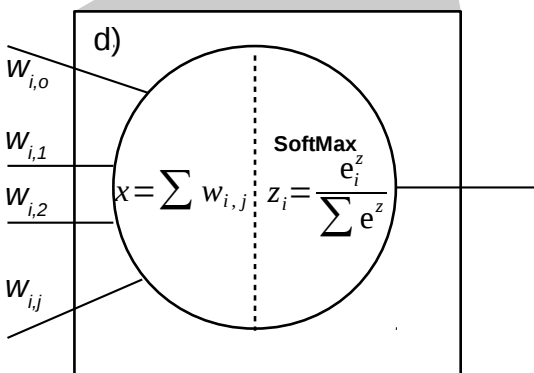 d)
w_{i,o}
w_{i,1}
w_{i,2}
w_{i,j}
x = ∑ w_{i,j}
SoftMax
z_i = e_i^z / ∑ e^z